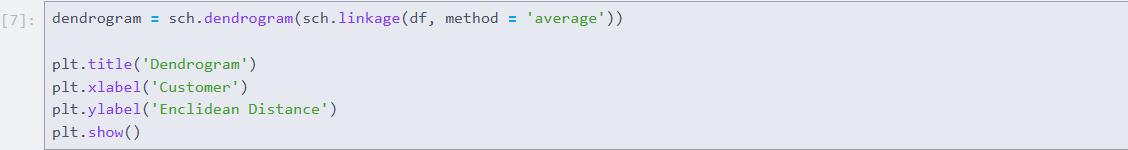 [7]: dendrogram = sch.dendrogram(sch.linkage(df, method = 'average'))
plt.title('Dendrogram')
plt.xlabel('Customer')
plt.ylabel('Enclidean Distance')
plt.show()